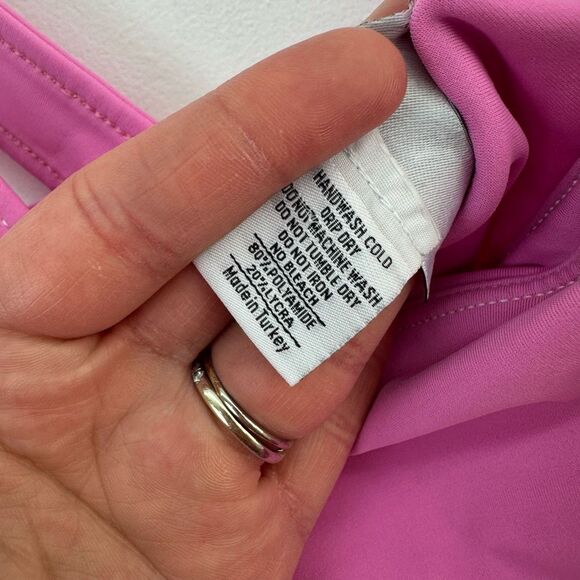 HANDWASH COLD
DRIP DRY
DO NOT MACHINE WASH
DO NOT TUMBLE DRY
DO NOT IRON
NO BLEACH
80% POLYAMIDE
20% LYCRA
Made in Turkey